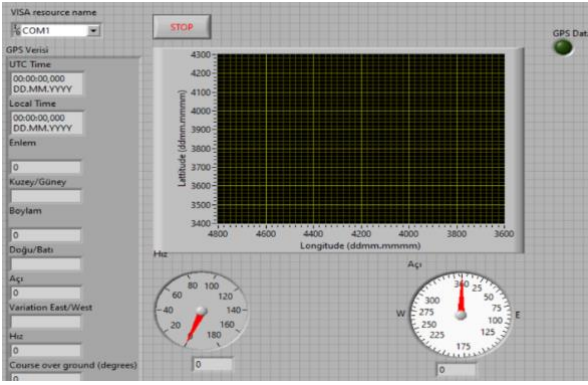 VISA resource name
COM1
STOP
GPS Data
GPS Verisi
UTC Time
00:00:00,000
DD.MM.YYYY
Local Time
00:00:00,000
DD.MM.YYYY
Enlem
0
Kuzey/Güney
Boylam
0
Doğu/Batı
Açı
0
Variation East/West
Hız
0
Course over ground (degrees)
0
Lattitude (ddmm.mmmm)
4300
4200
4100
4000
3900
3800
3700
3600
3500
3400
4800 4600 4400 4200 4000 3800 3600
Longitude (ddmm.mmmm)
Hız
0 20 40 60 80 100 120 140 160 180
0
Açı
360 25 50 75 100 125 175 225 250 275 300
W E
0